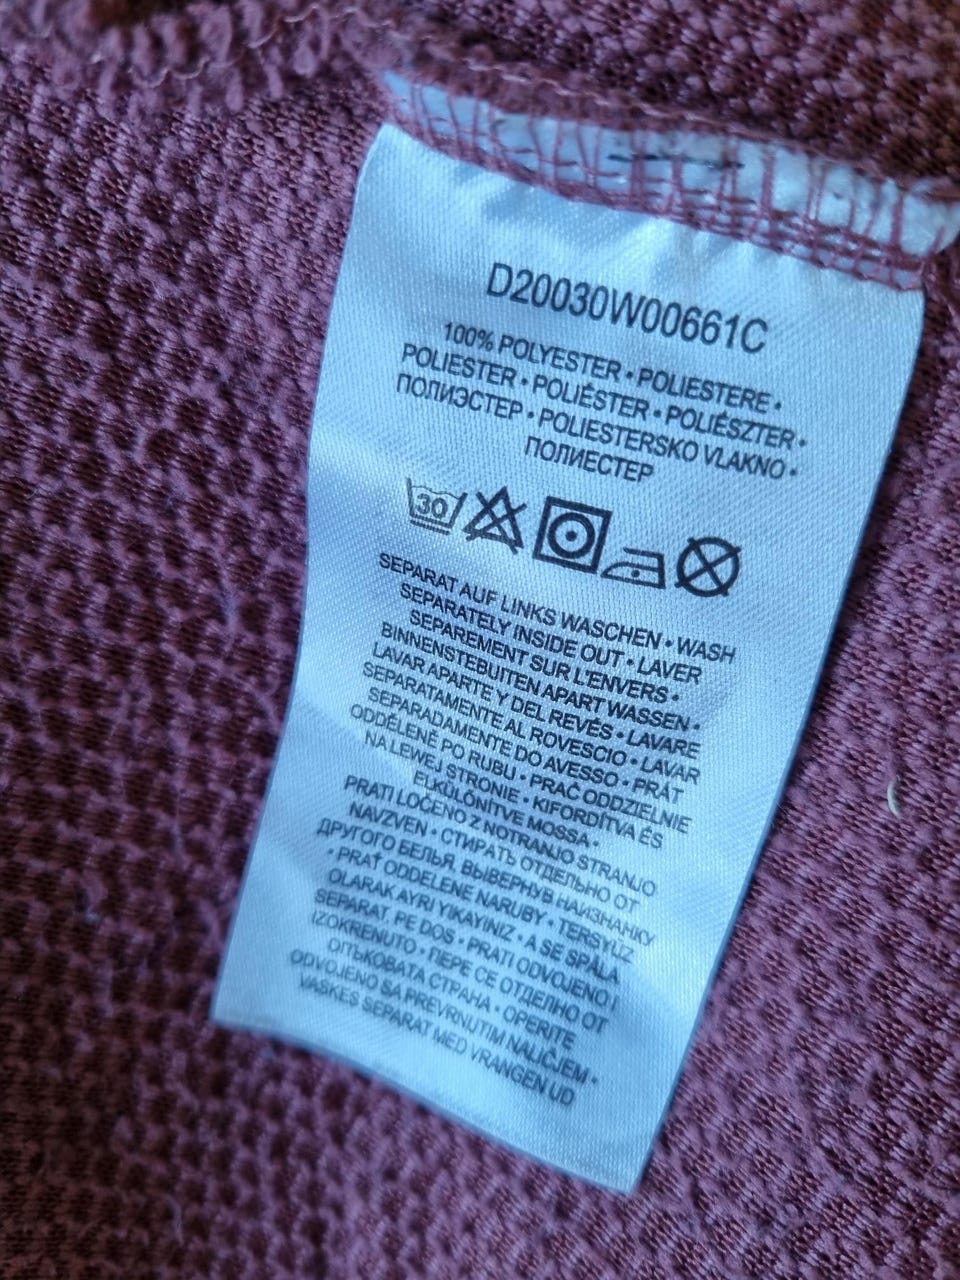 D20030W00661C
100% POLYESTER • POLIESTERE •
POLIESTER • POLIÉSTER • POLIÉSZTER •
ПОЛИЭСТЕР • POLIESTERSKO VLAKNO •
ПОЛИЕСТЕР
30
SEPARAT AUF LINKS WASCHEN • WASH
SEPARATELY INSIDE OUT • LAVER
SEPAREMENT SUR L'ENVERS •
BINNENSTEBUITEN APART WASSEN •
LAVAR APARTE Y DEL REVÉS • LAVARE
SEPARATAMENTE AL ROVESCIO • LAVAR
SEPARADAMENTE DO AVESSO • PRÁT
ODDĚLENĚ PO RUBU • PRAĆ ODDZIELNIE
NA LEWEJ STRONIE • KIFORDÍTVA ÉS
ELKÜLÖNÍTVE MOSSA •
PRATI LOČENO Z NOTRANJO STRANJO
NAVZVEN • СТИРАТЬ ОТДЕЛЬНО ОТ
ДРУГОГО БЕЛЬЯ, ВЫВЕРНУВ НАИЗНАНКУ
• PRAŤ ODDELENE NARUBY • TERSYÜZ
OLARAK AYRI YIKAYINIZ • A SE SPĂLA
SEPARAT, PE DOS • PRATI ODVOJENO I
IZOKRENUTO • ПЕРЕ СЕ ОТДЕЛНО ОТ
ОПЪКОВАТА СТРАНА • OPERITE
ODVOJENO SA PREVRNUTIM NALIČJEM •
VASKES SEPARAT MED VRANGEN UD